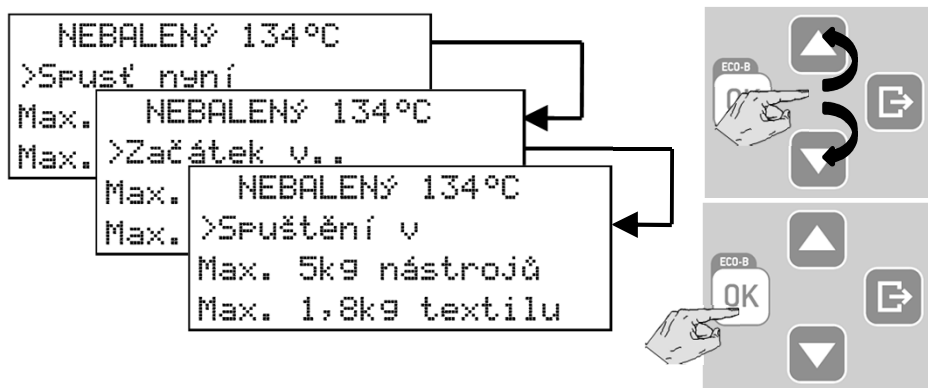 NEBALENÝ 134°C
>Spusť nyní
Max.
Max.
NEBALENÝ 134°C
>Začátek v..
Max.
Max.
NEBALENÝ 134°C
>Spuštění v
Max. 5kg nástrojů
Max. 1,8kg textilu
ECO-B
OK
ECO-B
OK